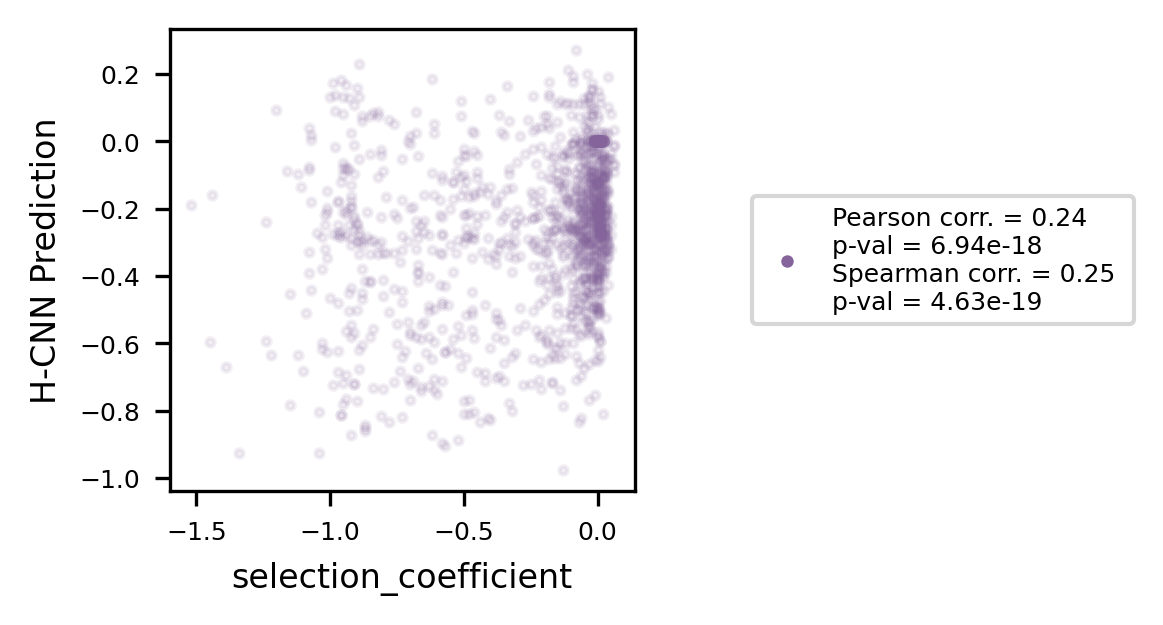 0.2
0.0
−0.2
−0.4
−0.6
−0.8
−1.0
H-CNN Prediction
−1.5
−1.0
−0.5
0.0
selection_coefficient
Pearson corr. = 0.24
p-val = 6.94e-18
Spearman corr. = 0.25
p-val = 4.63e-19